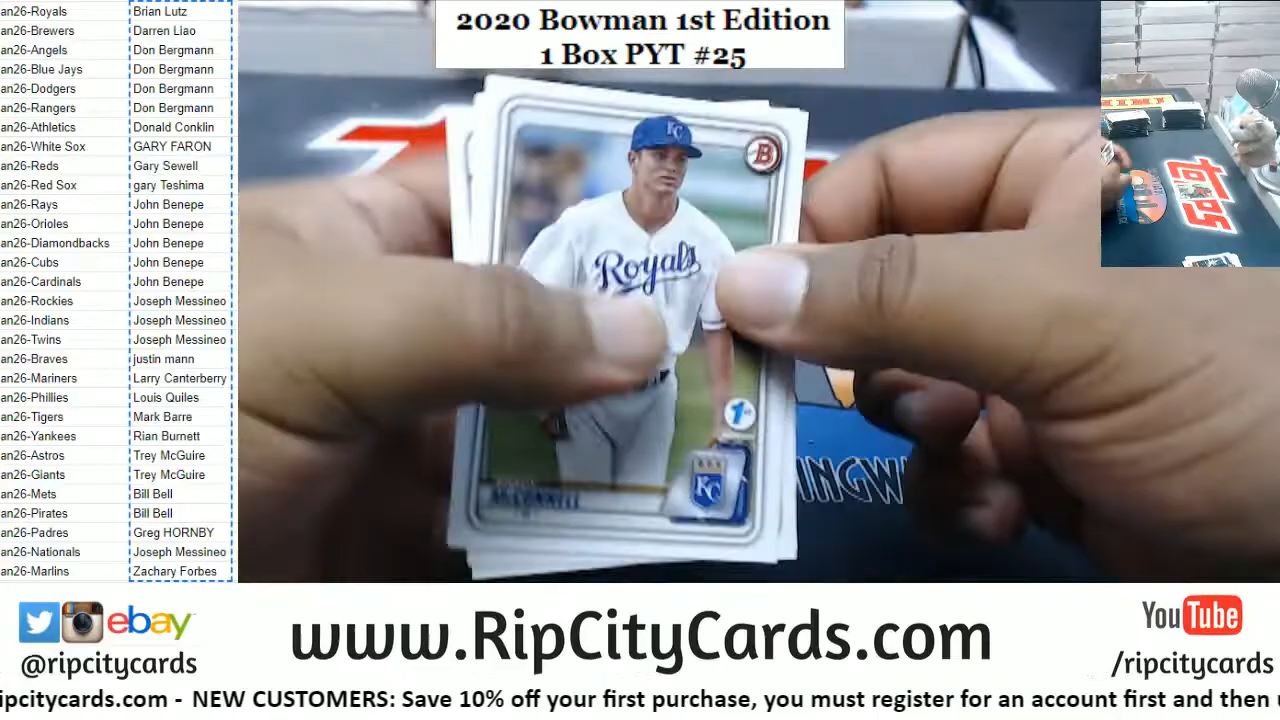 2020 Bowman 1st Edition
1 Box PYT #25
an26-Royals Brian Lutz
an26-Brewers Darren Liao
an26-Angels Don Bergmann
an26-Blue Jays Don Bergmann
an26-Dodgers Don Bergmann
an26-Rangers Don Bergmann
an26-Athletics Donald Conklin
an26-White Sox GARY FARON
an26-Reds Gary Sewell
an26-Red Sox gary Teshima
an26-Rays John Benepe
an26-Orioles John Benepe
an26-Diamondbacks John Benepe
an26-Cubs John Benepe
an26-Cardinals John Benepe
an26-Rockies Joseph Messineo
an26-Indians Joseph Messineo
an26-Twins Joseph Messineo
an26-Braves justin mann
an26-Mariners Larry Canterberry
an26-Phillies Louis Quiles
an26-Tigers Mark Barre
an26-Yankees Rian Burnett
an26-Astros Trey McGuire
an26-Giants Trey McGuire
an26-Mets Bill Bell
an26-Pirates Bill Bell
an26-Padres Greg HORNBY
an26-Nationals Joseph Messineo
an26-Marlins Zachary Forbes
KC
B
Royals
1st
KC
INGW
topps
ebay
@ripcitycards
www.RipCityCards.com
YouTube
/ripcitycards
ripcitycards.com - NEW CUSTOMERS: Save 10% off your first purchase, you must register for an account first and then u